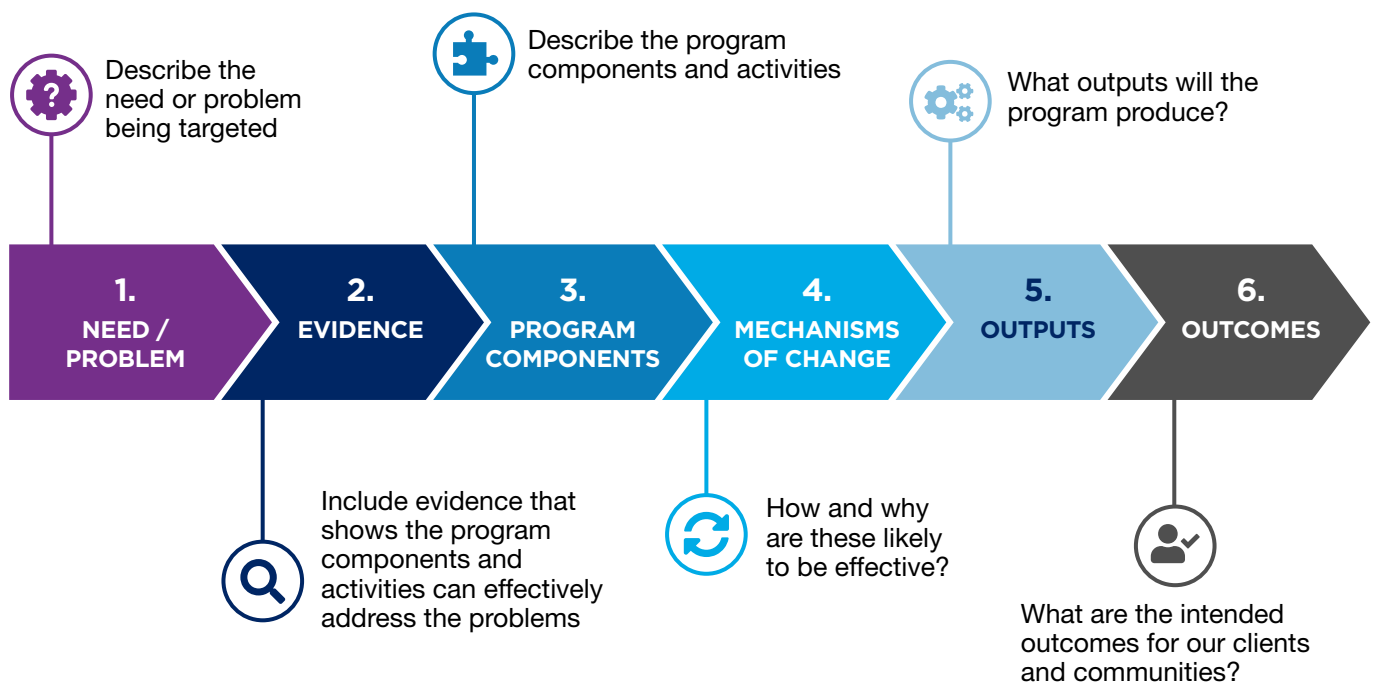 Describe the
need or problem
being targeted
Describe the program
components and activities
What outputs will the
program produce?
1.
NEED /
PROBLEM
2.
EVIDENCE
3.
PROGRAM
COMPONENTS
4.
MECHANISMS
OF CHANGE
5.
OUTPUTS
6.
OUTCOMES
Include evidence that
shows the program
components and
activities can effectively
address the problems
How and why
are these likely
to be effective?
What are the intended
outcomes for our clients
and communities?